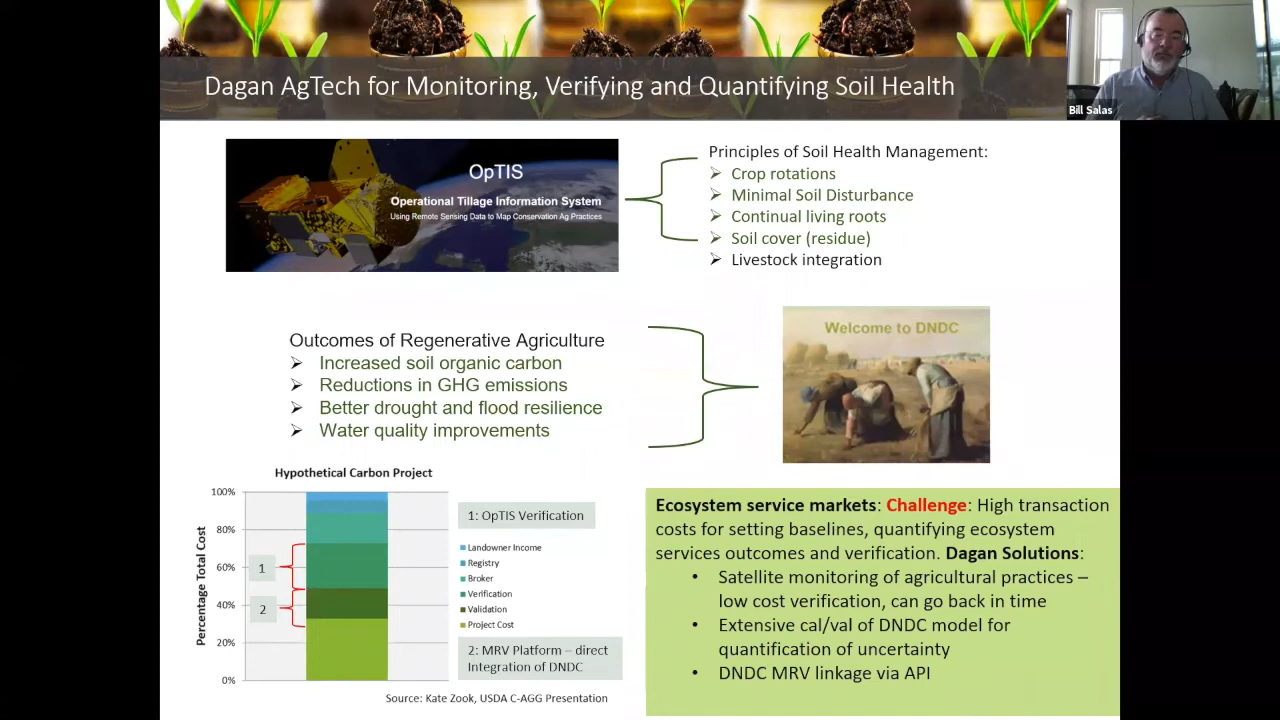 Dagan AgTech for Monitoring, Verifying and Quantifying Soil Health
Bill Salas
OpTIS
Operational Tillage Information System
Using Remote Sensing Data to Map Conservation Ag Practices
Principles of Soil Health Management:
Crop rotations
Minimal Soil Disturbance
Continual living roots
Soil cover (residue)
Livestock integration
Outcomes of Regenerative Agriculture
Increased soil organic carbon
Reductions in GHG emissions
Better drought and flood resilience
Water quality improvements
Welcome to DNDC
Hypothetical Carbon Project
Percentage Total Cost
100%
80%
60%
40%
20%
0%
1
2
1: OpTIS Verification
Landowner Income
Registry
Broker
Verification
Validation
Project Cost
2: MRV Platform – direct
Integration of DNDC
Source: Kate Zook, USDA C-AGG Presentation
Ecosystem service markets: Challenge: High transaction
costs for setting baselines, quantifying ecosystem
services outcomes and verification. Dagan Solutions:
• Satellite monitoring of agricultural practices –
low cost verification, can go back in time
• Extensive cal/val of DNDC model for
quantification of uncertainty
• DNDC MRV linkage via API